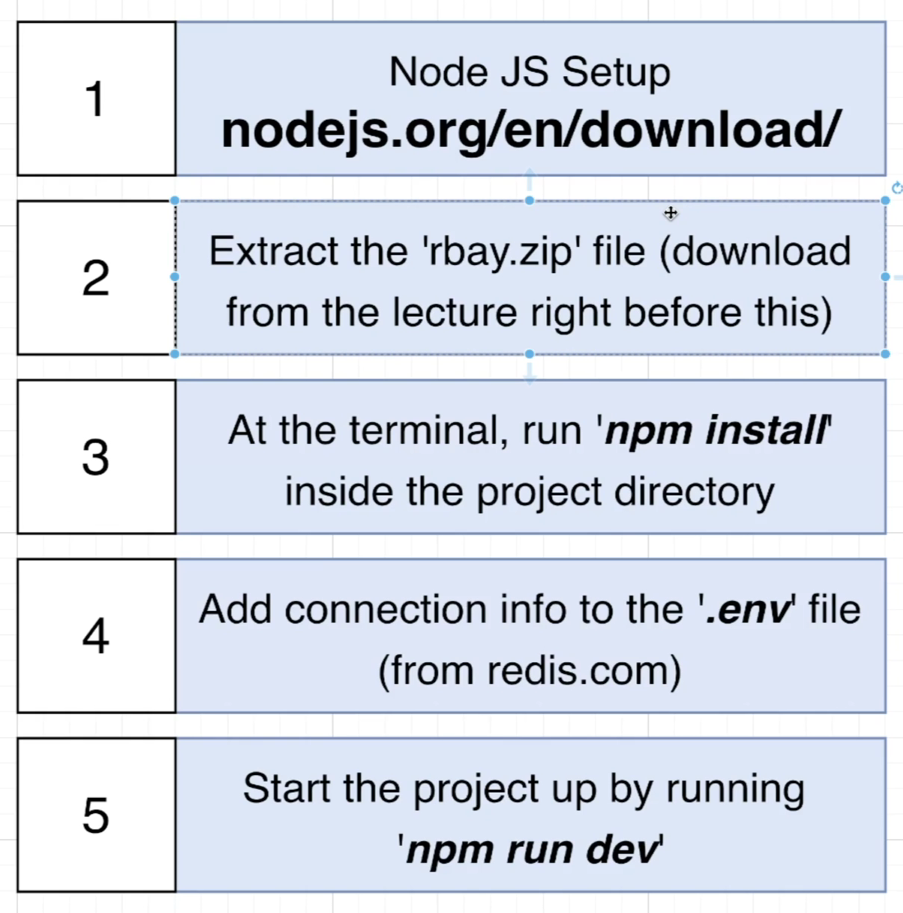 1
Node JS Setup
nodejs.org/en/download/
2
Extract the 'rbay.zip' file (download
from the lecture right before this)
3
At the terminal, run 'npm install'
inside the project directory
4
Add connection info to the '.env' file
(from redis.com)
5
Start the project up by running
'npm run dev'